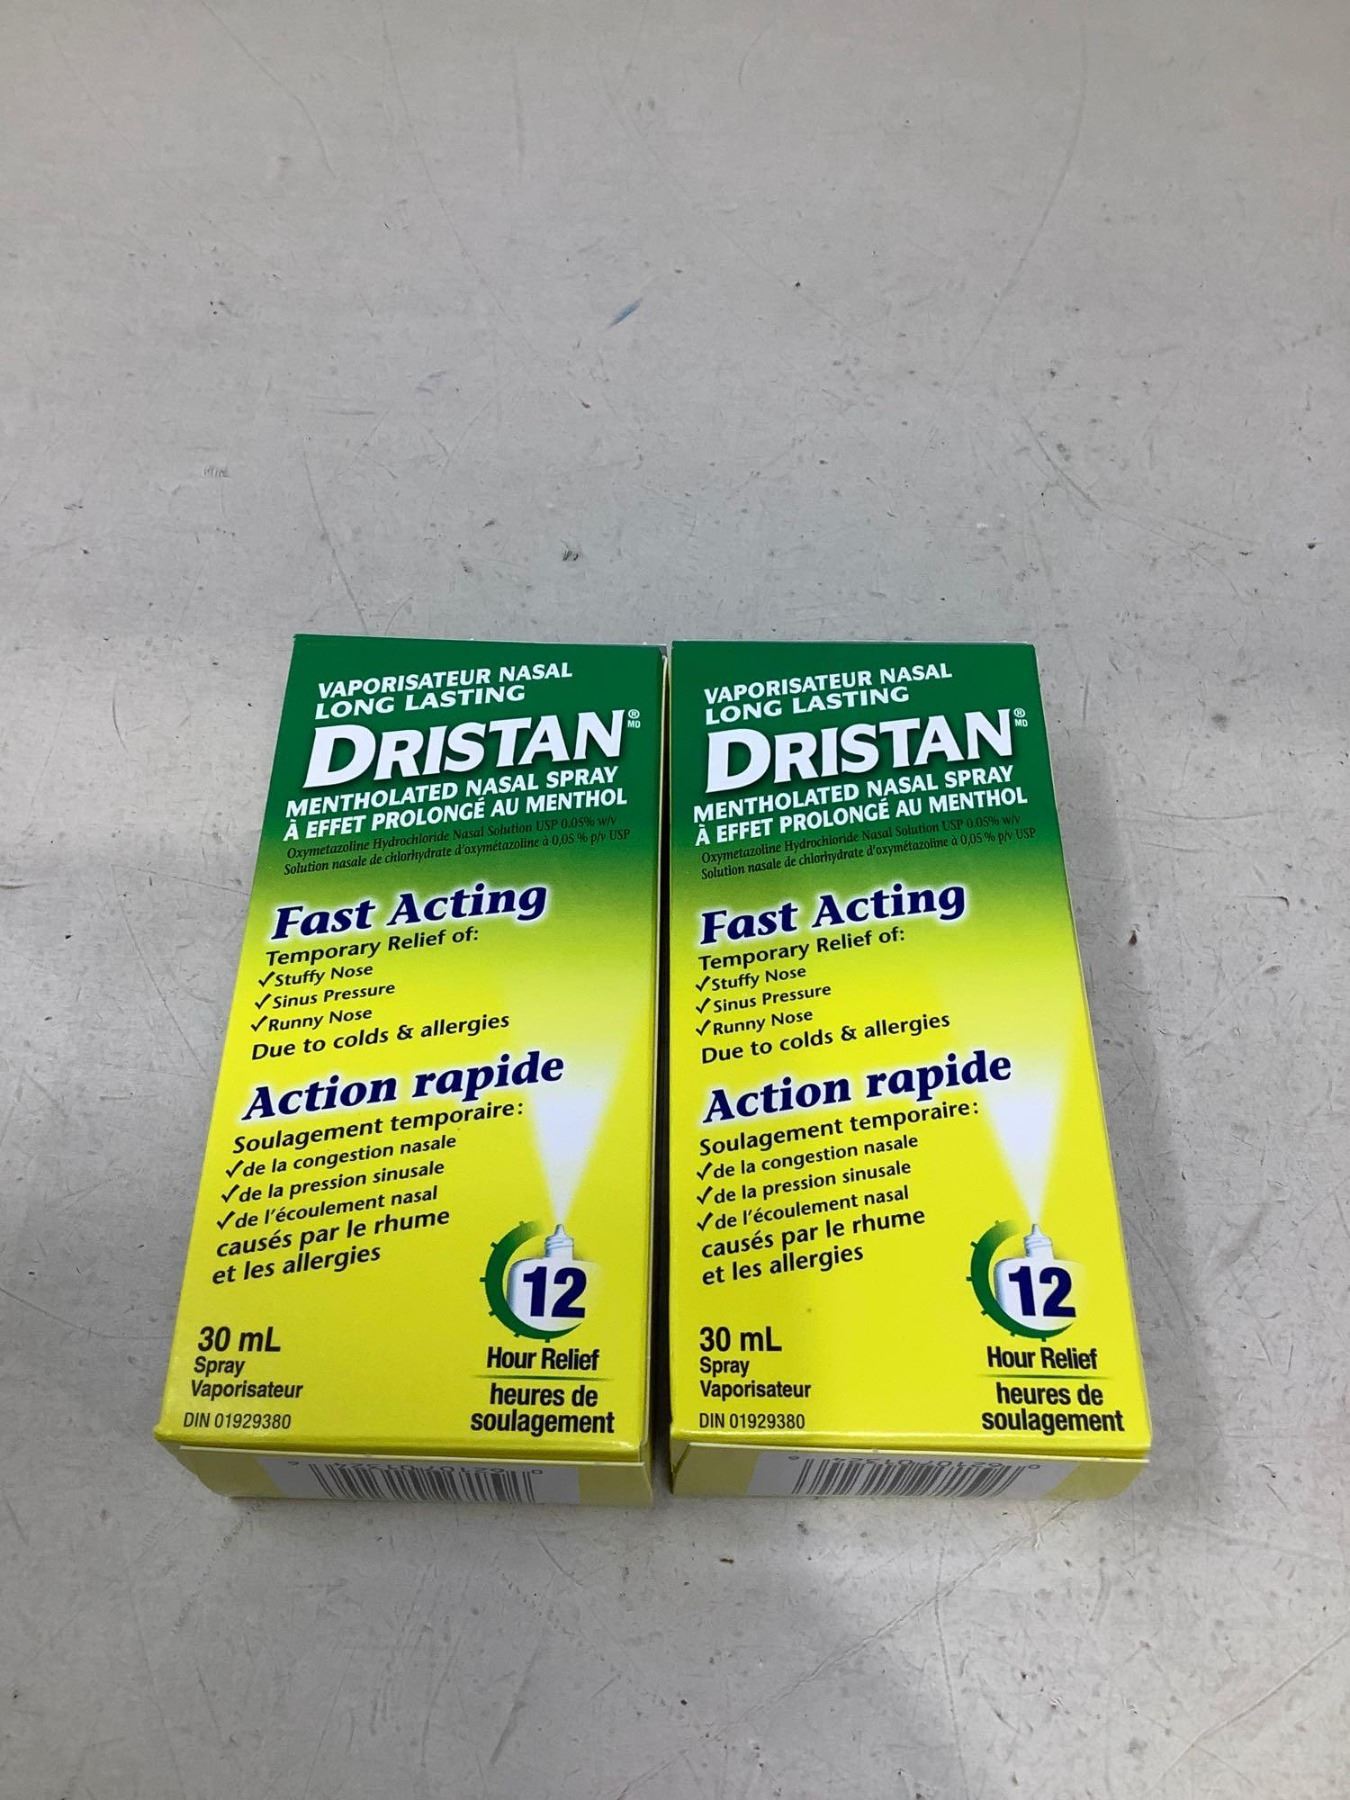 VAPORISATEUR NASAL
LONG LASTING
DRISTAN®
MD
MENTHOLATED NASAL SPRAY
À EFFET PROLONGÉ AU MENTHOL
Oxymetazoline Hydrochloride Nasal Solution USP 0.05% w/v
Solution nasale de chlorhydrate d'oxymétazoline à 0,05 % p/v USP
Fast Acting
Temporary Relief of:
✓Stuffy Nose
✓Sinus Pressure
✓Runny Nose
Due to colds & allergies
Action rapide
Soulagement temporaire:
✓de la congestion nasale
✓de la pression sinusale
✓de l'écoulement nasal
causés par le rhume
et les allergies
12
Hour Relief
heures de
soulagement
30 mL
Spray
Vaporisateur
DIN 01929380
VAPORISATEUR NASAL
LONG LASTING
DRISTAN®
MD
MENTHOLATED NASAL SPRAY
À EFFET PROLONGÉ AU MENTHOL
Oxymetazoline Hydrochloride Nasal Solution USP 0.05% w/v
Solution nasale de chlorhydrate d'oxymétazoline à 0,05 % p/v USP
Fast Acting
Temporary Relief of:
✓Stuffy Nose
✓Sinus Pressure
✓Runny Nose
Due to colds & allergies
Action rapide
Soulagement temporaire:
✓de la congestion nasale
✓de la pression sinusale
✓de l'écoulement nasal
causés par le rhume
et les allergies
12
Hour Relief
heures de
soulagement
30 mL
Spray
Vaporisateur
DIN 01929380